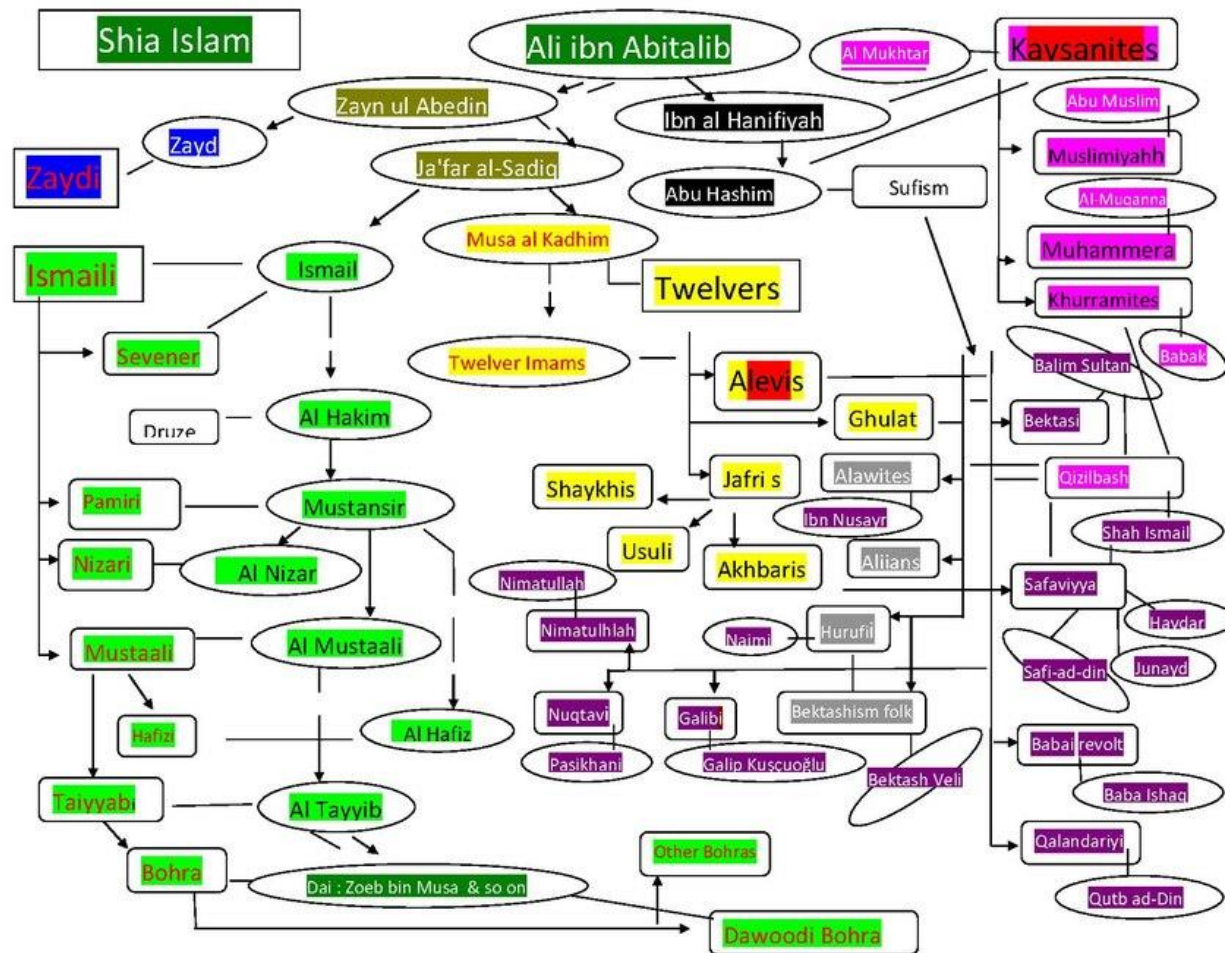 Shia Islam
Ali ibn Abitalib
Al Mukhtar
Kaysanites
Zayn ul Abedin
Abu Muslim
Ibn al Hanifiyah
Zayd
Muslimiyahh
Zaydi
Ja'far al-Sadiq
Abu Hashim
Sufism
Al-Muqanna
Musa al Kadhim
Muhammera
Ismaili
Ismail
Twelvers
Khurramites
Sevener
Twelver Imams
Alevis
Balim Sultan
Babak
Al Hakim
Druze
Ghulat
Bektasi
Pamiri
Mustansir
Shaykhis
Jafri s
Alawites
Qizilbash
Ibn Nusayr
Shah Ismail
Nizari
Al Nizar
Usuli
Akhbaris
Aliians
Nimatullah
Safaviyya
Mustaali
Al Mustaali
Nimatulhlah
Naimi
Hurufii
Haydar
Safi-ad-din
Junayd
Hafizi
Al Hafiz
Nuqtavi
Galibi
Bektashism folk
Pasikhani
Galip Kuşçuoğlu
Bektash Veli
Babai revolt
Baba Ishaq
Taiyyabi
Al Tayyib
Qalandariyi
Bohra
Dai : Zoeb bin Musa & so on
Other Bohras
Qutb ad-Din
Dawoodi Bohra